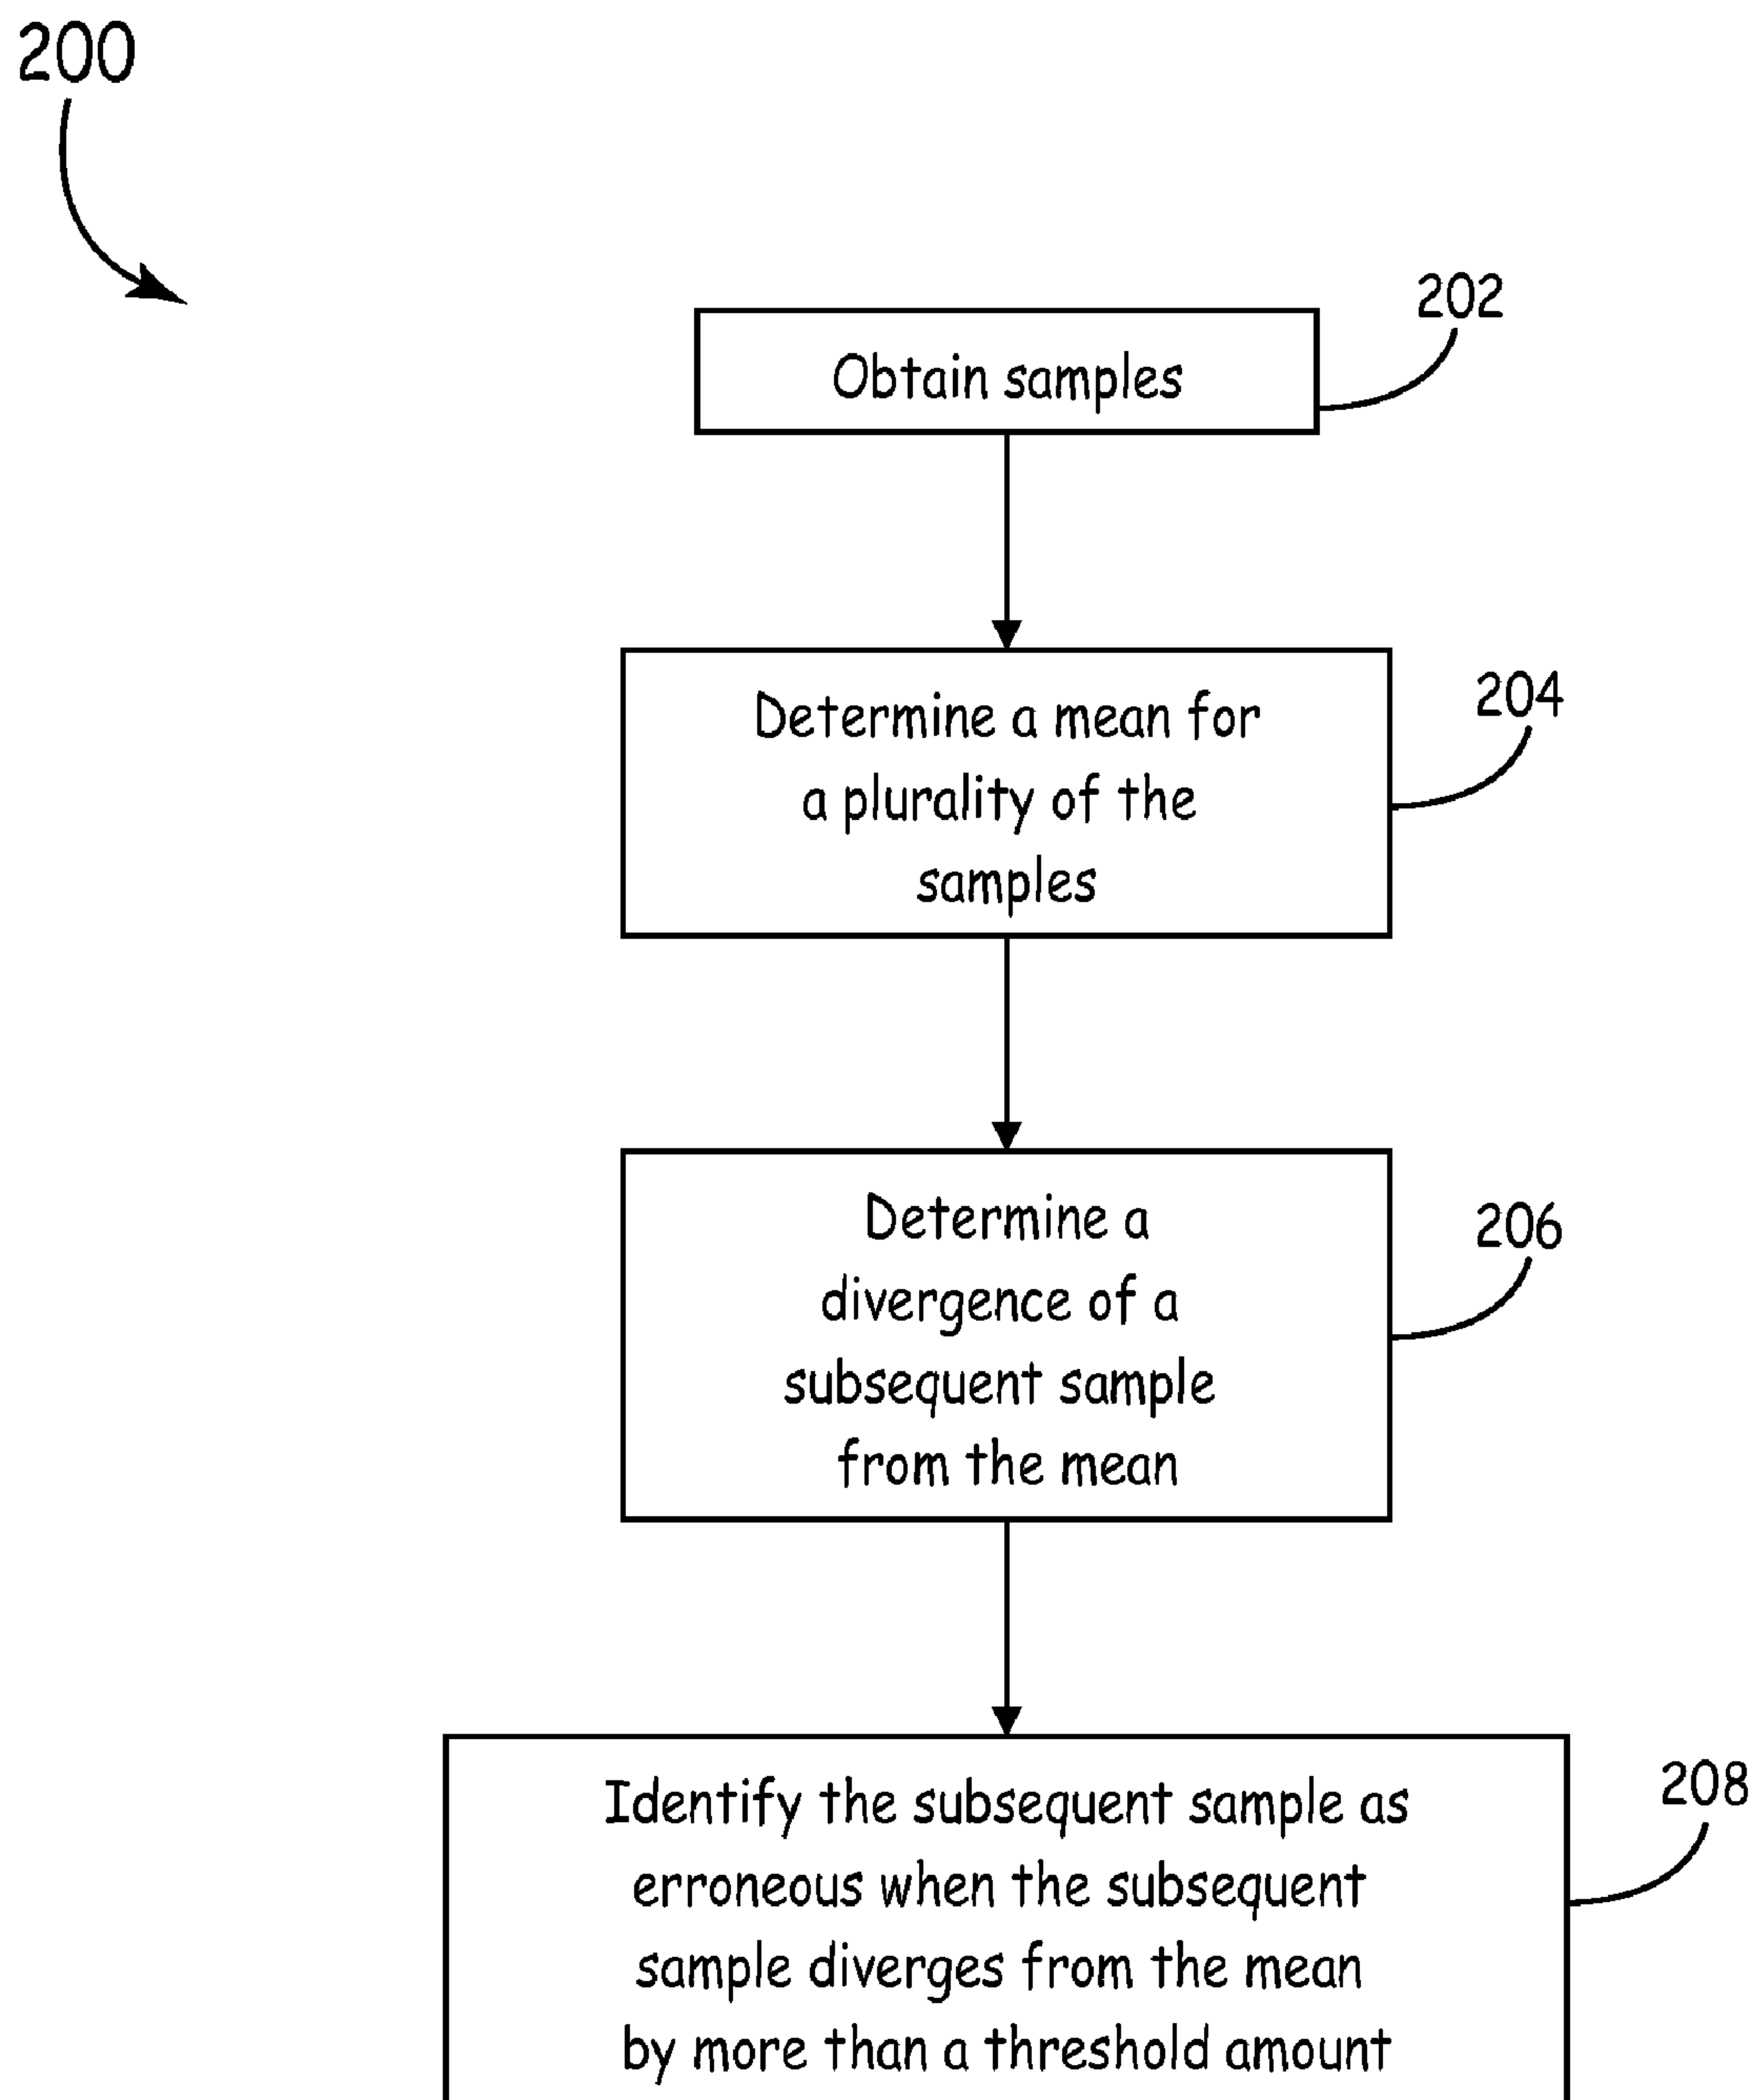 200
202
Obtain samples
204
Determine a mean for
a plurality of the
samples
206
Determine a
divergence of a
subsequent sample
from the mean
208
Identify the subsequent sample as
erroneous when the subsequent
sample diverges from the mean
by more than a threshold amount